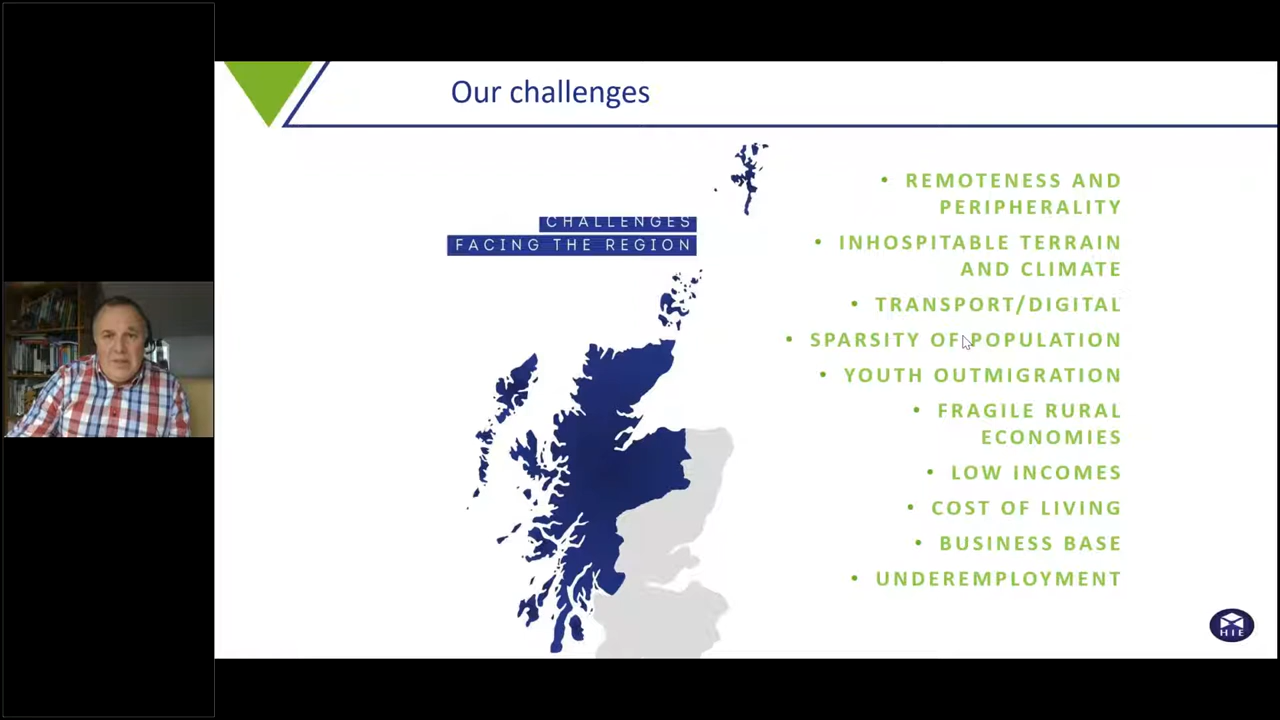 Our challenges
CHALLENGES
FACING THE REGION
• REMOTENESS AND
PERIPHERALITY
• INHOSPITABLE TERRAIN
AND CLIMATE
• TRANSPORT/DIGITAL
• SPARSITY OF POPULATION
• YOUTH OUTMIGRATION
• FRAGILE RURAL
ECONOMIES
• LOW INCOMES
• COST OF LIVING
• BUSINESS BASE
• UNDEREMPLOYMENT
HIE